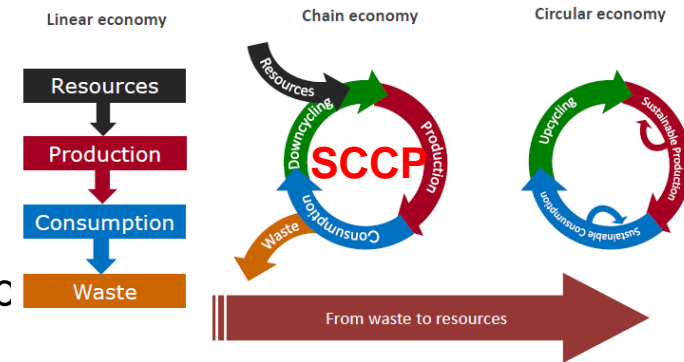 Linear economy
Chain economy
Circular economy
Resources
Production
Consumption
Waste
Resources
Downcycling
Production
Consumption
Waste
SCCP
Upcycling
Sustainable Production
Sustainable Consumption
From waste to resources